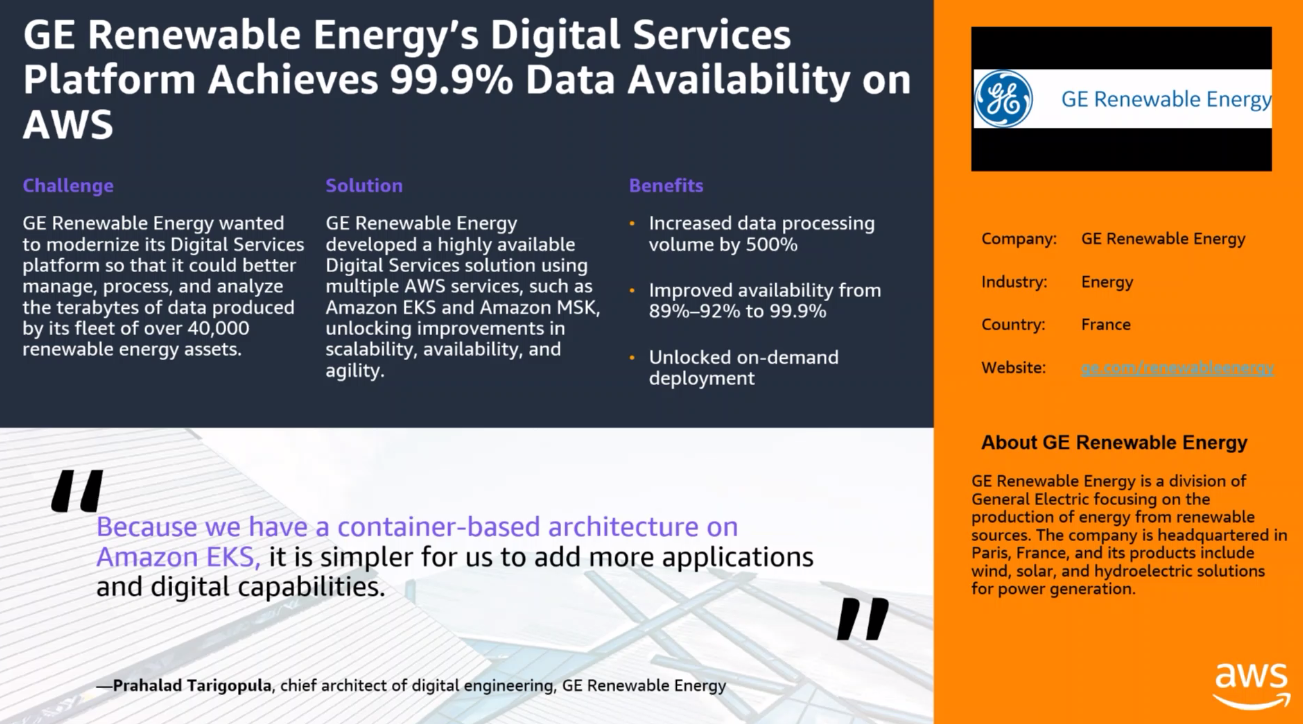 GE Renewable Energy’s Digital Services
Platform Achieves 99.9% Data Availability on
AWS
Challenge
GE Renewable Energy wanted
to modernize its Digital Services
platform so that it could better
manage, process, and analyze
the terabytes of data produced
by its fleet of over 40,000
renewable energy assets.
Solution
GE Renewable Energy
developed a highly available
Digital Services solution using
multiple AWS services, such as
Amazon EKS and Amazon MSK,
unlocking improvements in
scalability, availability, and
agility.
Benefits
• Increased data processing
volume by 500%
• Improved availability from
89%–92% to 99.9%
• Unlocked on-demand
deployment
“
Because we have a container-based architecture on
Amazon EKS, it is simpler for us to add more applications
and digital capabilities.
”
—Prahalad Tarigopula, chief architect of digital engineering, GE Renewable Energy
GE Renewable Energy
Company: GE Renewable Energy
Industry: Energy
Country: France
Website: ge.com/renewableenergy
About GE Renewable Energy
GE Renewable Energy is a division of
General Electric focusing on the
production of energy from renewable
sources. The company is headquartered in
Paris, France, and its products include
wind, solar, and hydroelectric solutions
for power generation.
aws